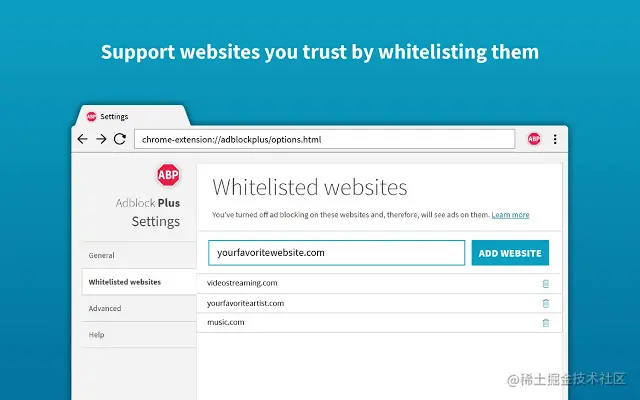 Support websites you trust by whitelisting them
ABP Settings
chrome-extension://adblockplus/options.html
ABP
ABP
Adblock Plus
Settings
General
Whitelisted websites
Advanced
Help
Whitelisted websites
You've turned off ad blocking on these websites and, therefore, will see ads on them. Learn more
yourfavoritewebsite.com
ADD WEBSITE
videostreaming.com
yourfavoriteartist.com
music.com
@稀土掘金技术社区